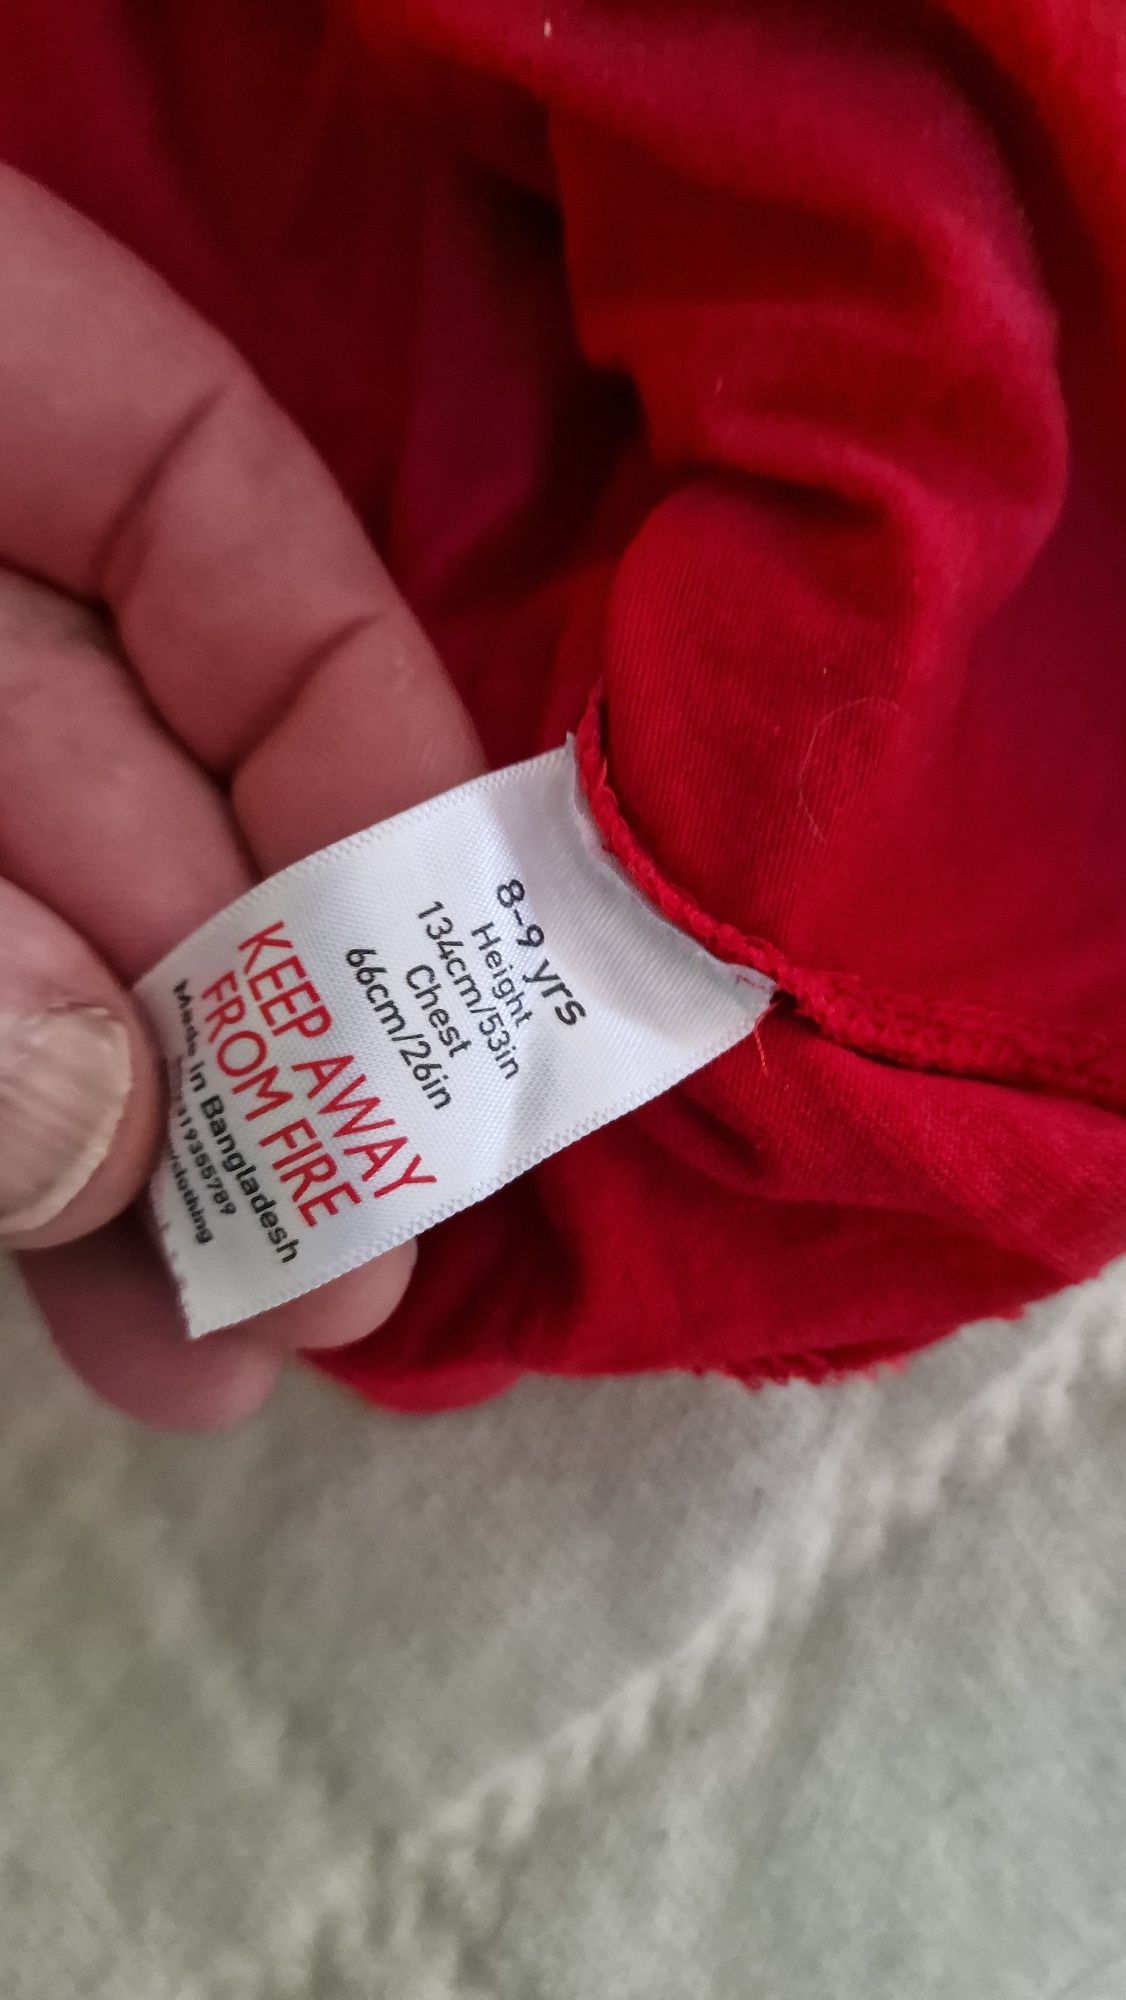 8-9 yrs
Height
134cm/53in
Chest
66cm/26in
KEEP AWAY
FROM FIRE
Made in Bangladesh